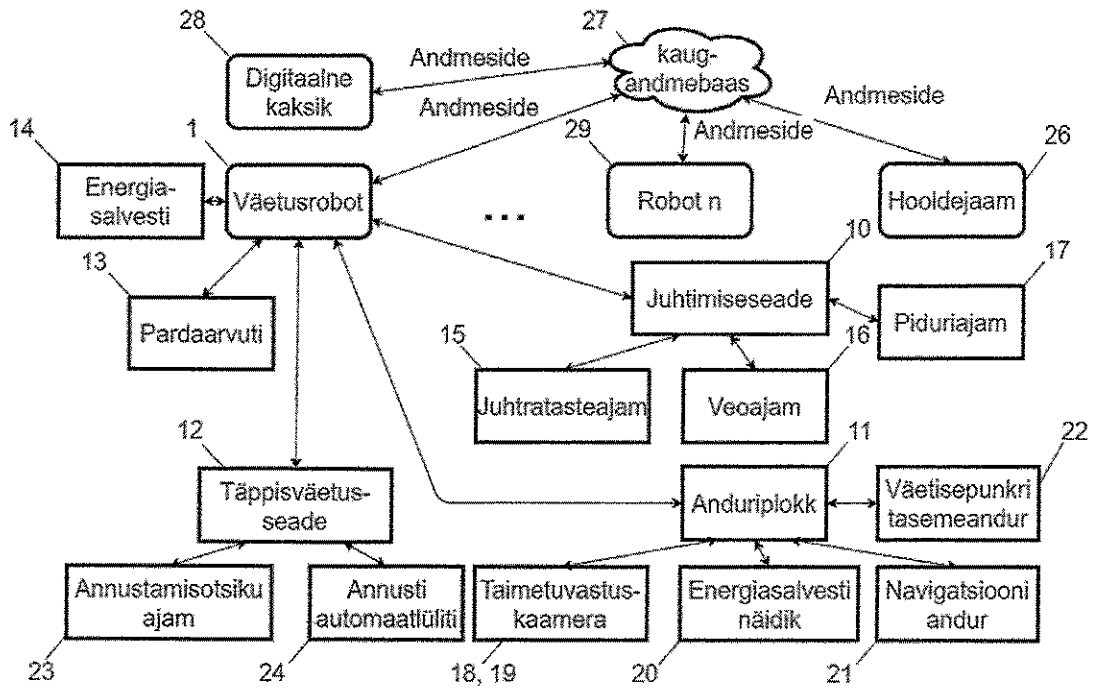 28
27
Andmeside
kaug-
andmebaas
Digitaalne
kaksik
Andmeside
Andmeside
14
1
29
Andmeside
26
Energia-
salvesti
Väetusrobot
...
Robot n
Hooldejaam
13
10
17
Pardaarvuti
Juhtimiseseade
Piduriajam
15
16
Juhtratasteajam
Veoajam
12
11
22
Täppisväetus-
seade
Anduriplokk
Väetisepunkri
tasemeandur
Annustamisotsiku
ajam
Annusti
automaatlüliti
Taimetuvastus-
kaamera
Energiasalvesti
näidik
Navigatsiooni
andur
23
24
18, 19
20
21